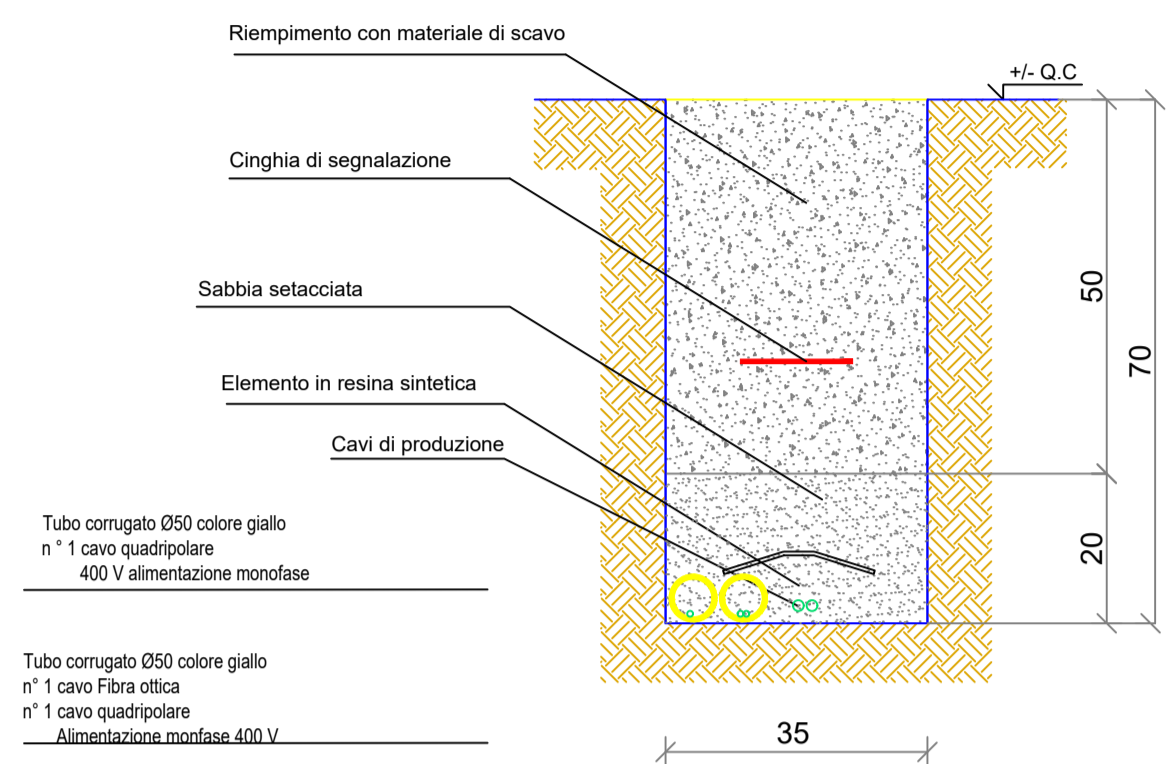 Riempimento con materiale di scavo
+/- Q.C
Cinghia di segnalazione
Sabbia setacciata
50
70
Elemento in resina sintetica
Cavi di produzione
Tubo corrugato Ø50 colore giallo
n ° 1 cavo quadripolare
400 V alimentazione monofase
20
Tubo corrugato Ø50 colore giallo
n° 1 cavo Fibra ottica
n° 1 cavo quadripolare
Alimentazione monfase 400 V
35